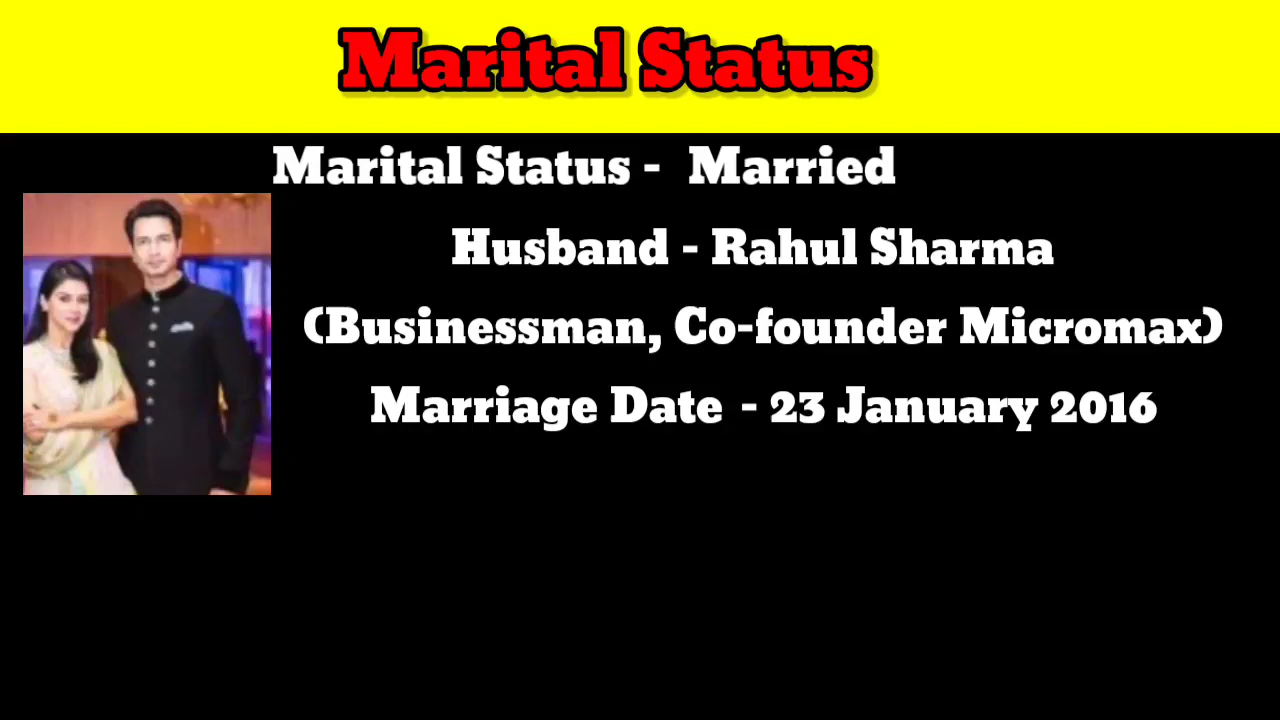 Marital Status
Marital Status - Married
Husband - Rahul Sharma
(Businessman, Co-founder Micromax)
Marriage Date - 23 January 2016